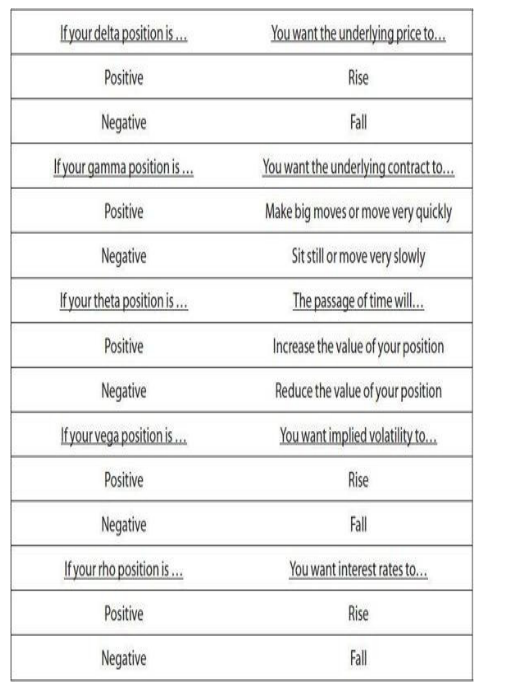 If your delta position is ... You want the underlying price to...
Positive Rise
Negative Fall
If your gamma position is ... You want the underlying contract to...
Positive Make big moves or move very quickly
Negative Sit still or move very slowly
If your theta position is ... The passage of time will...
Positive Increase the value of your position
Negative Reduce the value of your position
If your vega position is ... You want implied volatility to...
Positive Rise
Negative Fall
If your rho position is ... You want interest rates to...
Positive Rise
Negative Fall